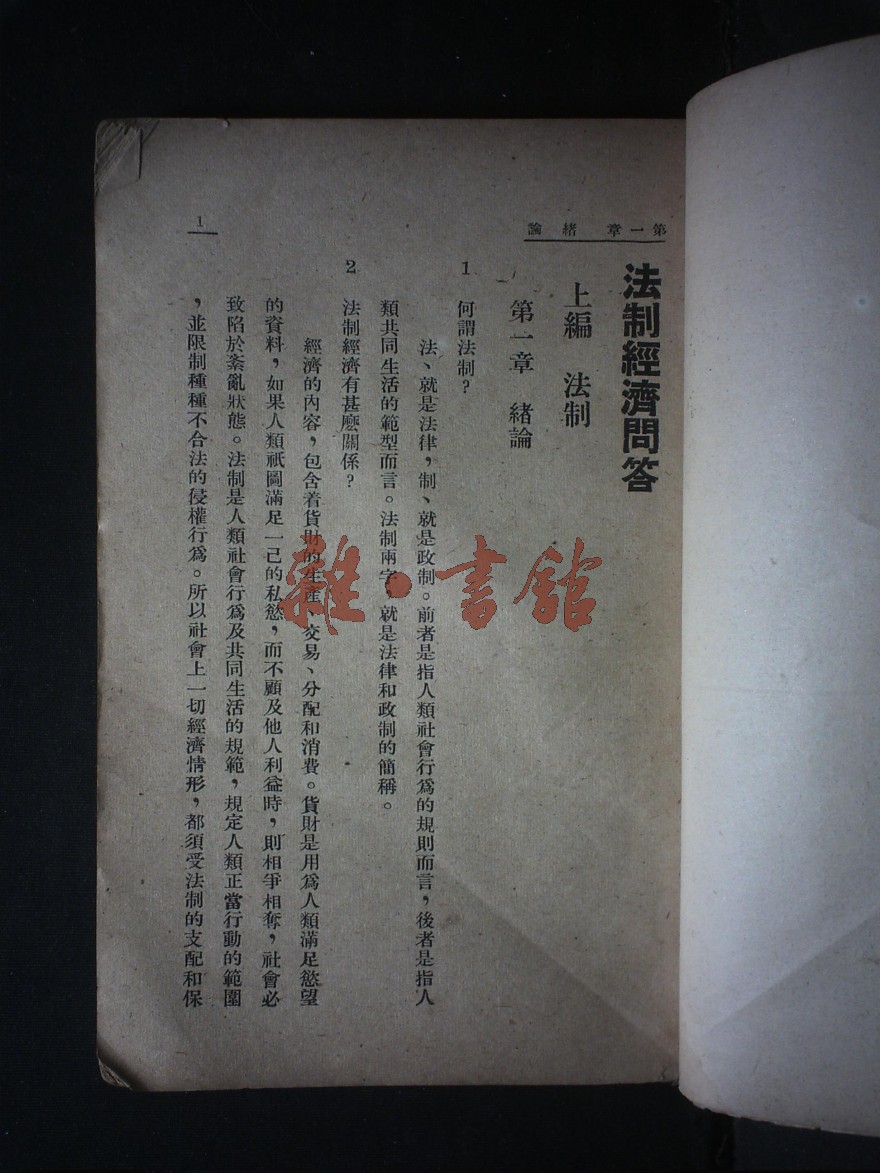 第一章 緒論
法制經濟問答
上編 法制
第一章 緒論
1 何謂法制?
法、就是法律,制、就是政制。前者是指人類社會行爲的規則而言,後者是指人
類共同生活的範型而言。法制兩字,就是法律和政制的簡稱。
2 法制經濟有甚麽關係?
經濟的內容,包含着貨財的生產、交易、分配和消費。貨財是用爲人類滿足慾望
的資料,如果人類祇圖滿足一己的私慾,而不顧及他人利益時,則相爭相奪,社會必
致陷於紊亂狀態。法制是人類社會行爲及共同生活的規範,規定人類正當行動的範圍
,並限制種種不合法的侵權行爲。所以社會上一切經濟情形,都須受法制的支配和保
1
雜·書館